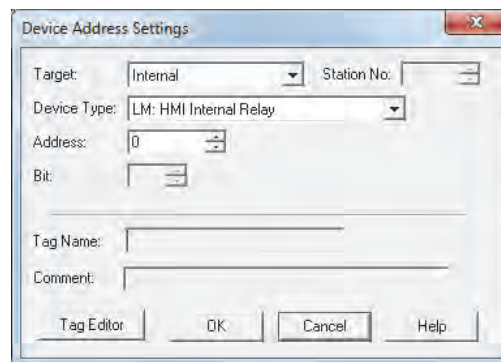 Device Address Settings
Target: Internal Station No:
Device Type: LM: HMI Internal Relay
Address: 0
Bit:
Tag Name:
Comment:
Tag Editor OK Cancel Help